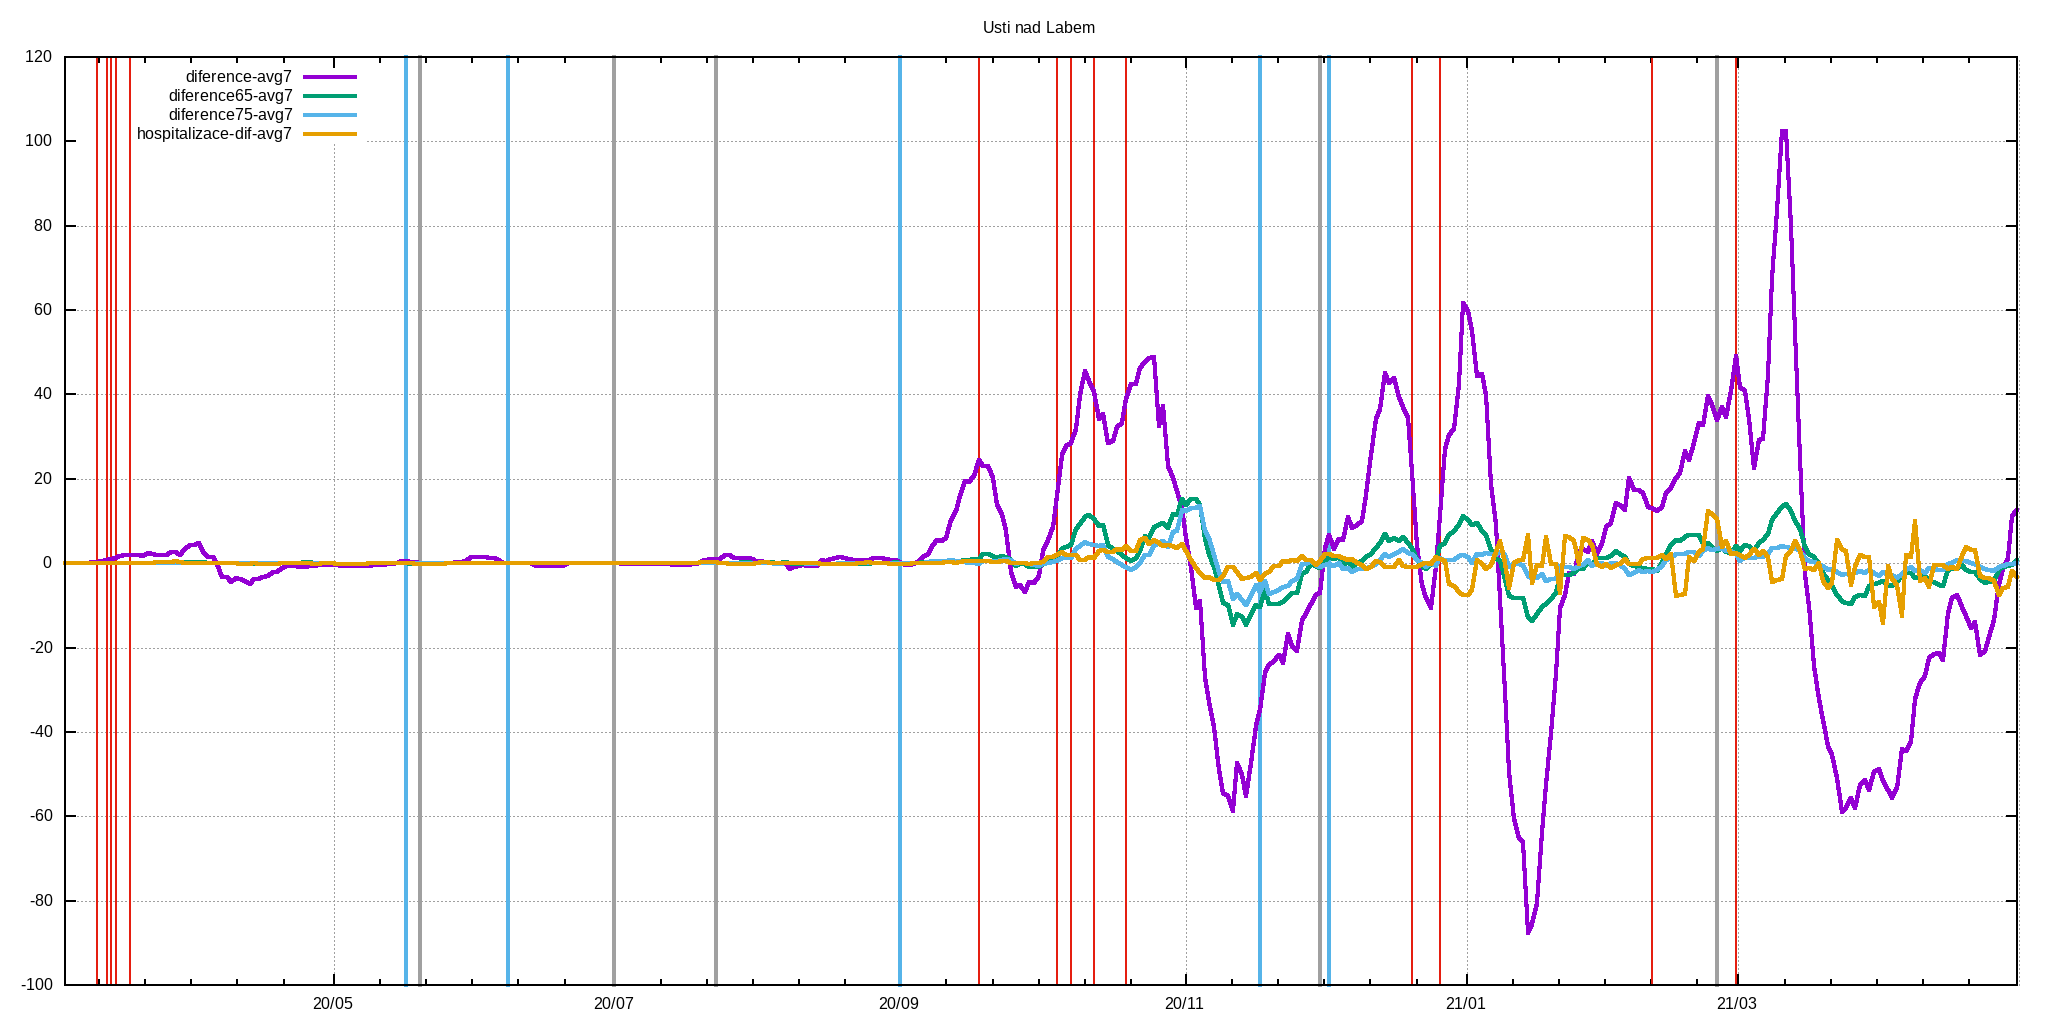 Usti nad Labem
diference-avg7
diference65-avg7
diference75-avg7
hospitalizace-dif-avg7
120
100
80
60
40
20
0
-20
-40
-60
-80
-100
20/05 20/07 20/09 20/11 21/01 21/03